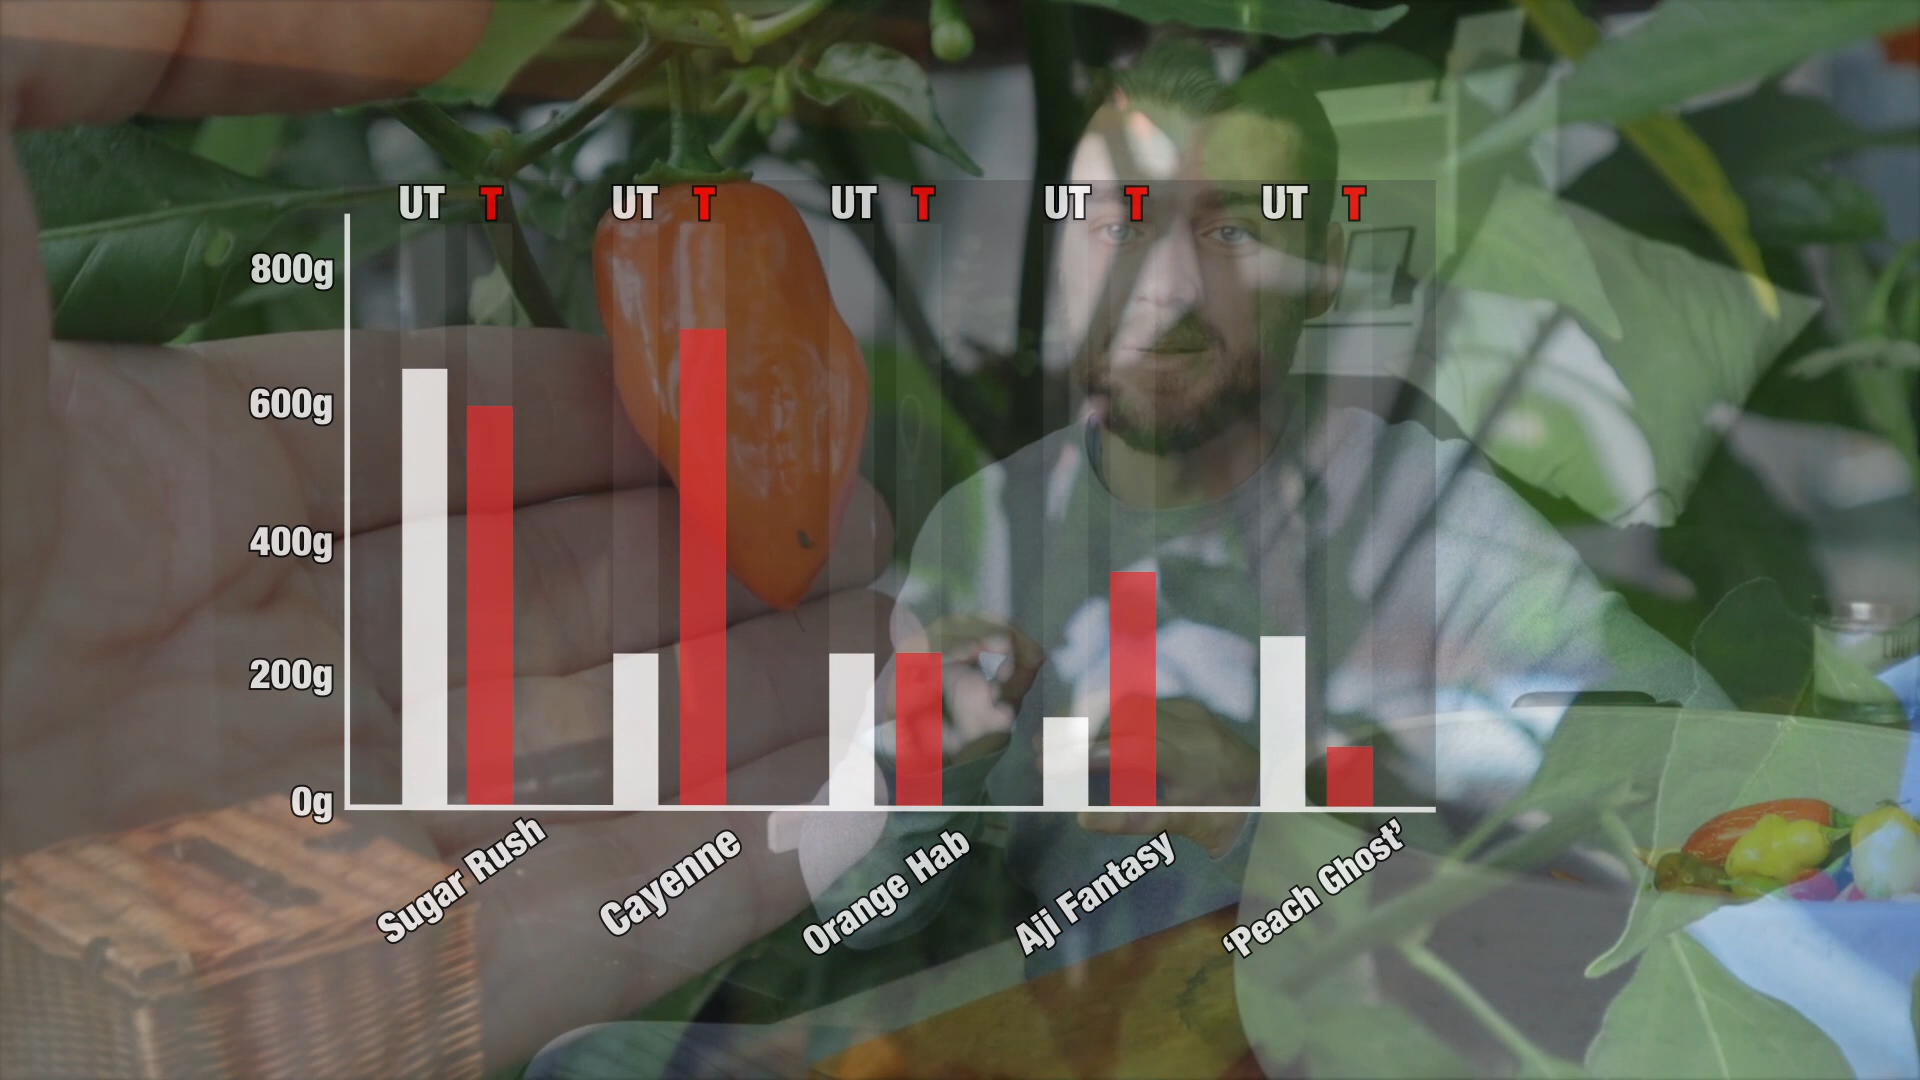 UT T UT T UT T UT T UT T
800g
600g
400g
200g
0g
Sugar Rush
Cayenne
Orange Hab
Aji Fantasy
‘Peach Ghost’